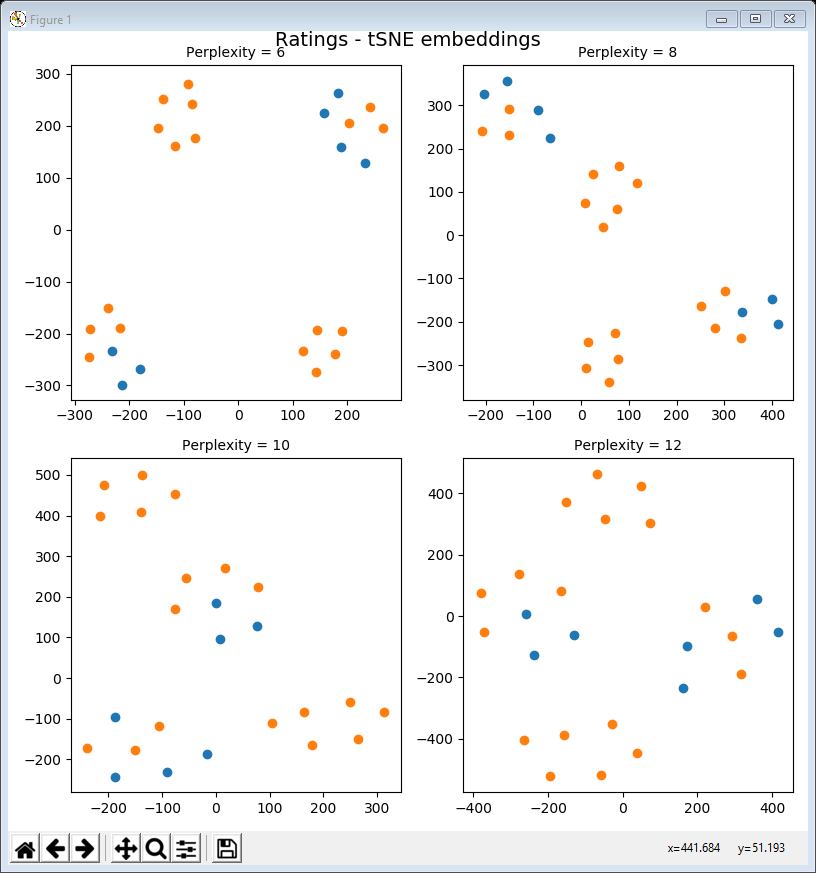 Figure 1
Ratings - tSNE embeddings
Perplexity = 6
Perplexity = 8
300
200
100
0
−100
−200
−300
−300 −200 −100 0 100 200
300
200
100
0
−100
−200
−300
−200 −100 0 100 200 300 400
Perplexity = 10
Perplexity = 12
500
400
300
200
100
0
−100
−200
−200 −100 0 100 200 300
400
200
0
−200
−400
−400 −200 0 200 400
x=441.684 y=51.193